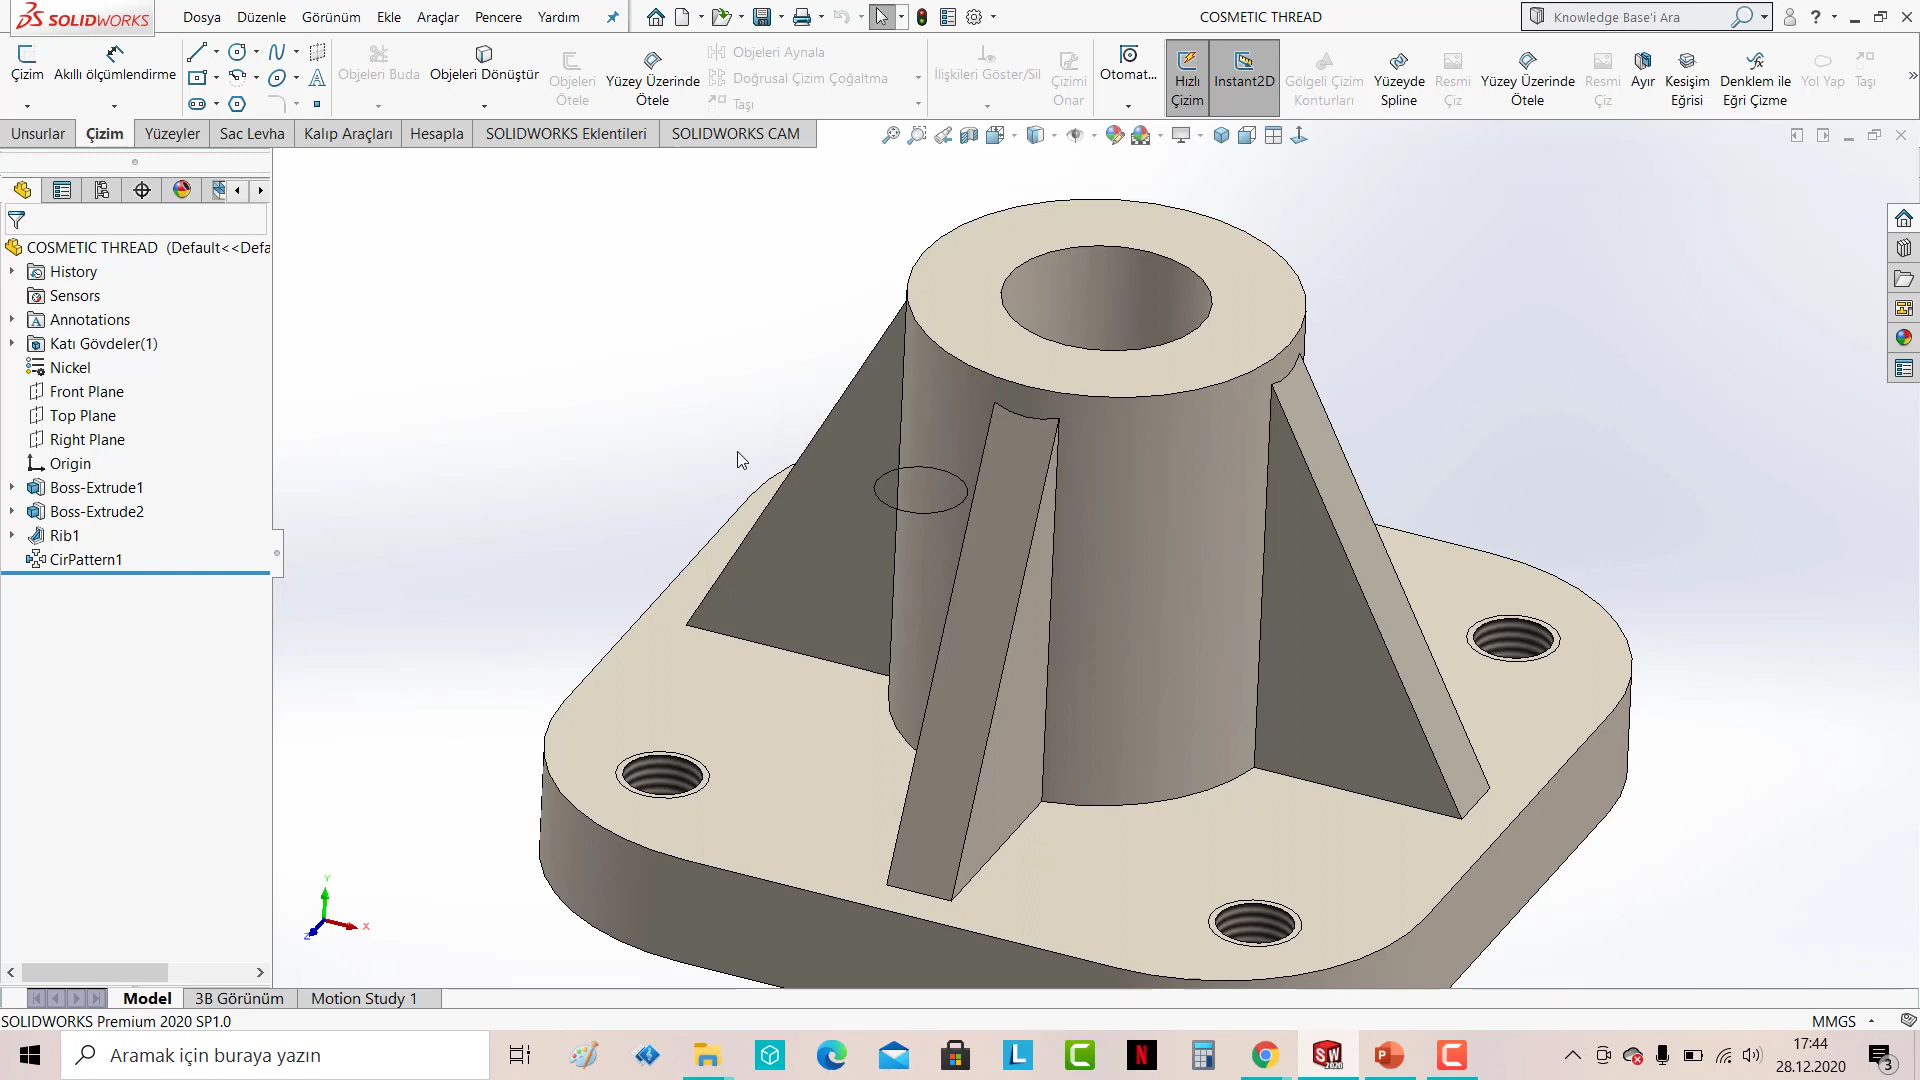 SOLIDWORKS
Dosya Düzenle Görünüm Ekle Araçlar Pencere Yardım
COSMETIC THREAD
Knowledge Base'i Ara
Çizim
Akıllı ölçümlendirme
Objeleri Buda
Objeleri Dönüştür
Objeleri Ötele
Yüzey Üzerinde Ötele
Objeleri Aynala
Doğrusal Çizim Çoğaltma
Taşı
İlişkileri Göster/Sil
Çizimi Onar
Otomat...
Hızlı Çizim
Instant2D
Gölgeli Çizim Konturları
Yüzeyde Spline
Resmi Çiz
Yüzey Üzerinde Ötele
Resmi Çiz
Ayır
Kesişim Eğrisi
Denklem ile Eğri Çizme
Yol Yap
Taşı
Unsurlar Çizim Yüzeyler Sac Levha Kalıp Araçları Hesapla SOLIDWORKS Eklentileri SOLIDWORKS CAM
COSMETIC THREAD (Default<<Defa
History
Sensors
Annotations
Katı Gövdeler(1)
Nickel
Front Plane
Top Plane
Right Plane
Origin
Boss-Extrude1
Boss-Extrude2
Rib1
CirPattern1
Y
X
Z
Model 3B Görünüm Motion Study 1
SOLIDWORKS Premium 2020 SP1.0
MMGS
Aramak için buraya yazın
17:44
28.12.2020
3